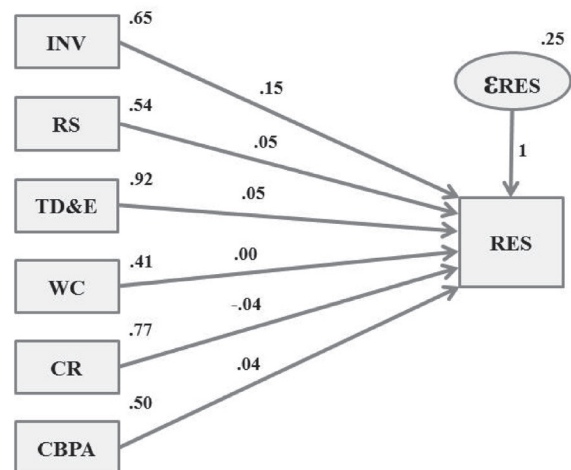 .65
INV
.25
εRES
.15
.54
RS
.05
1
.92
TD&E
.05
RES
.41
WC
.00
-.04
.77
CR
.04
.50
CBPA